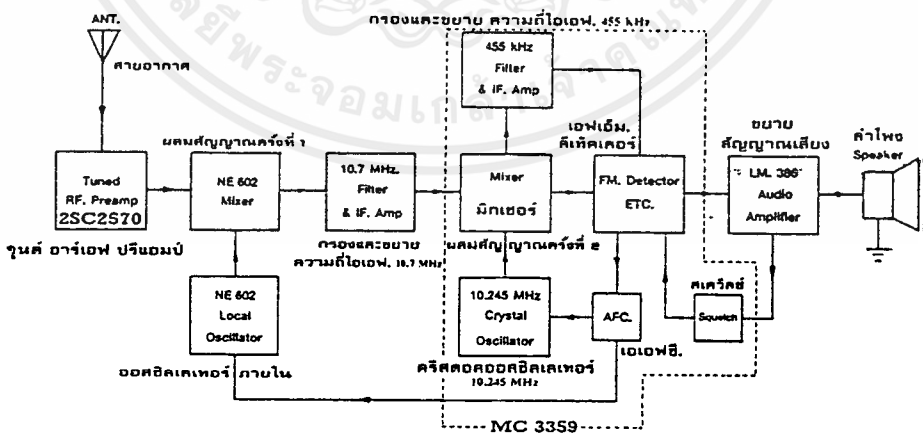 กรองและขยาย ความถี่ไอเอฟ. 455 kHz
ANT.
สายอากาศ
455 kHz
Filter
& IF. Amp
ผสมสัญญาณครั้งที่ 1
เอฟเอ็ม.
ดีเท็คเตอร์
ขยาย
สัญญาณเสียง
ลำโพง
Speaker
Tuned
RF. Preamp
2SC2570
NE 602
Mixer
10.7 MHz.
Filter
& IF. Amp
Mixer
มิกเซอร์
FM. Detector
ETC.
LM. 386
Audio
Amplifier
จูนด์ อาร์เอฟ ปรีแอมป์
กรองและขยาย
ความถี่ไอเอฟ. 10.7 MHz
ผสมสัญญาณครั้งที่ 2
NE 602
Local
Oscillator
10.245 MHz
Crystal
Oscillator
AFC.
เอเอฟซี.
สเควลช์
Squelch
ออสซิลเลเทอร์ ภายใน
คริสตอลออสซิลเลเทอร์
10.245 MHz
MC 3359